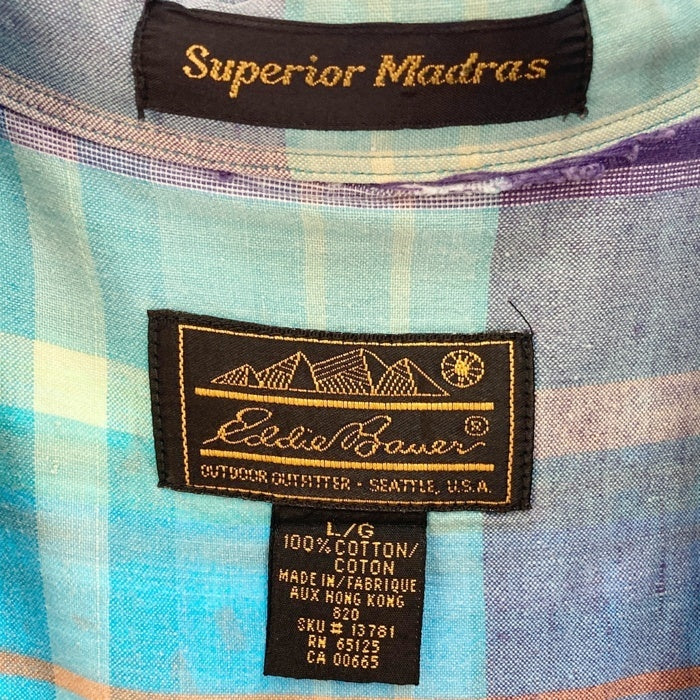 Superior Madras
Eddie Bauer®
OUTDOOR OUTFITTER - SEATTLE, U.S.A.
L/G
100% COTTON/
COTON
MADE IN/FABRIQUE
AUX HONG KONG
820
SKU # 13781
RN 65125
CA 00665